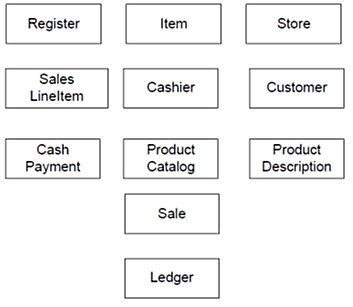 Register
Item
Store
Sales
LineItem
Cashier
Customer
Cash
Payment
Product
Catalog
Product
Description
Sale
Ledger